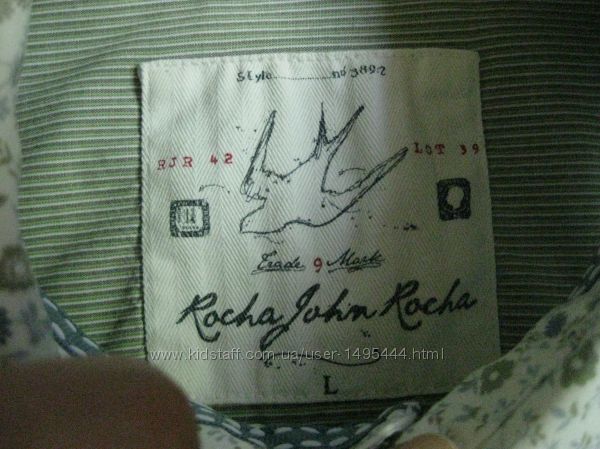 Style..................no 3892
RJR 42
LOT 39
Trade 9 Mark
Rocha John Rocha
www.kidstaff.com.ua/user-1495444.html
L